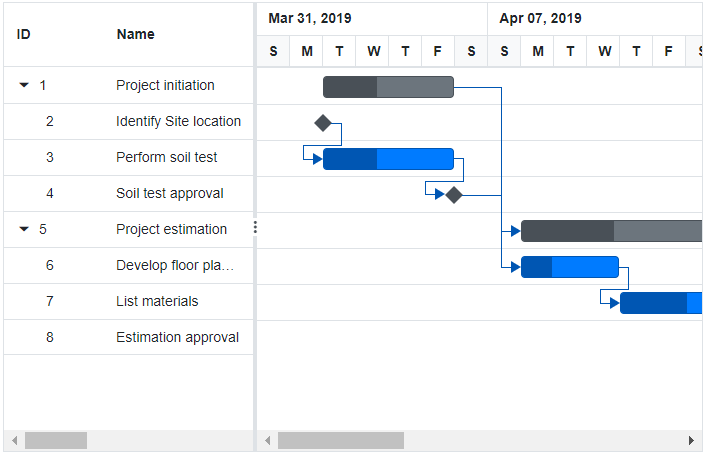 ID Name Mar 31, 2019 Apr 07, 2019
S M T W T F S S M T W T F S
1 Project initiation
2 Identify Site location
3 Perform soil test
4 Soil test approval
5 Project estimation
6 Develop floor pla...
7 List materials
8 Estimation approval